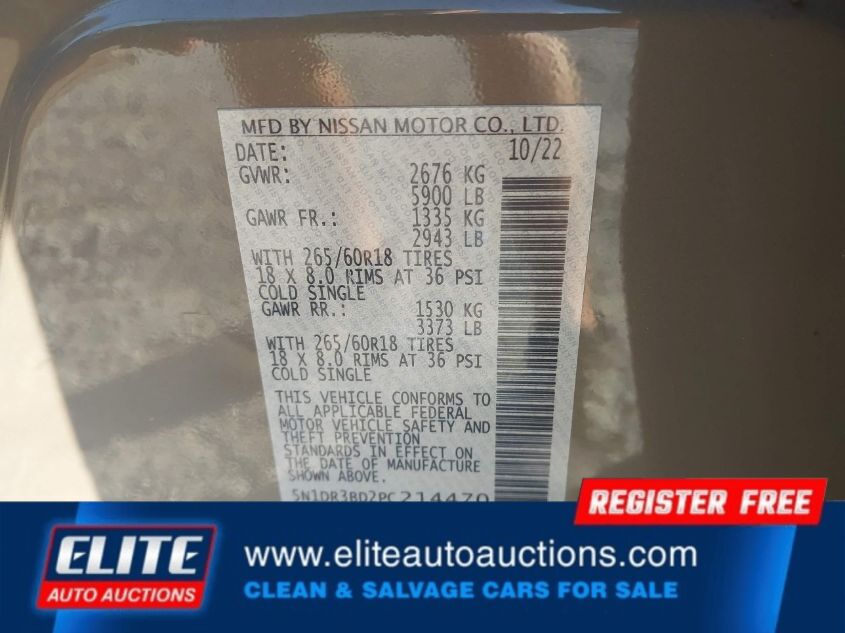 MFD BY NISSAN MOTOR CO., LTD.
DATE: 10/22
GVWR: 2676 KG
5900 LB
GAWR FR.: 1335 KG
2943 LB
WITH 265/60R18 TIRES
18 X 8.0 RIMS AT 36 PSI
COLD SINGLE
GAWR RR.: 1530 KG
3373 LB
WITH 265/60R18 TIRES
18 X 8.0 RIMS AT 36 PSI
COLD SINGLE
THIS VEHICLE CONFORMS TO
ALL APPLICABLE FEDERAL
MOTOR VEHICLE SAFETY AND
THEFT PREVENTION
STANDARDS IN EFFECT ON
THE DATE OF MANUFACTURE
SHOWN ABOVE.
5N1DR3BD2PC214470
REGISTER FREE
ELITE
AUTO AUCTIONS
www.eliteautoauctions.com
CLEAN & SALVAGE CARS FOR SALE